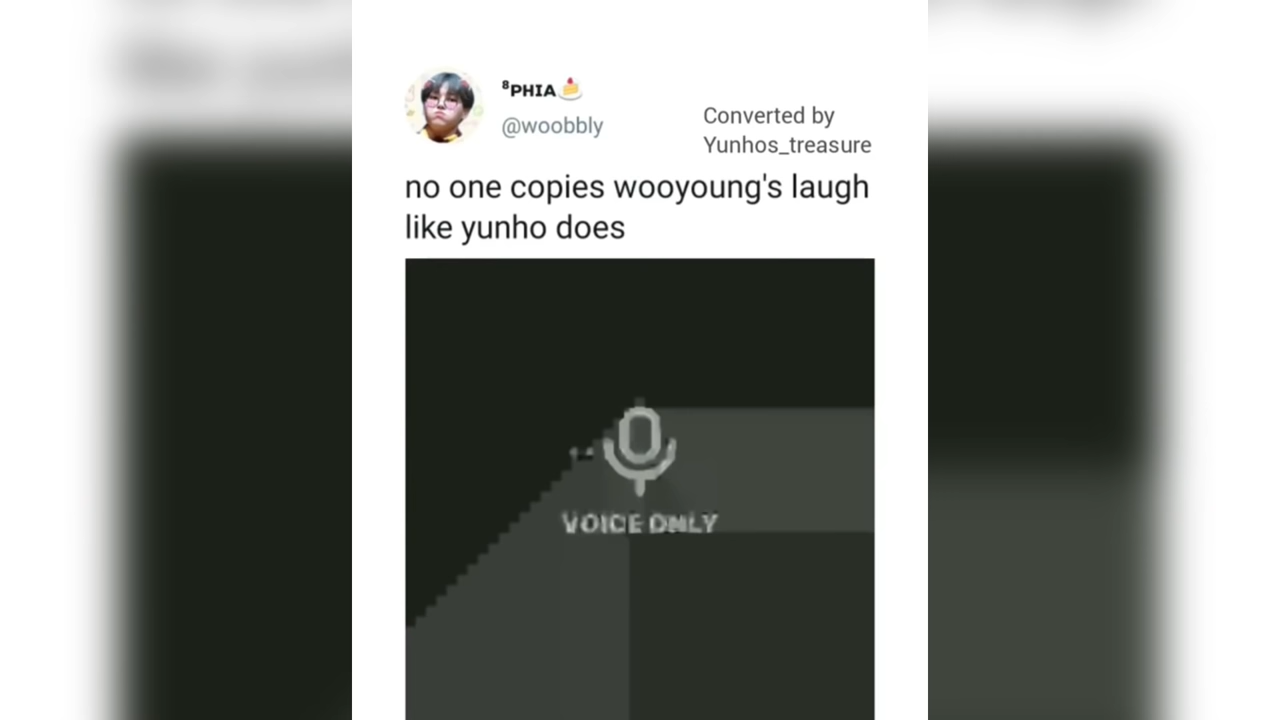 ⁸PHIA🍰
@woobbly
Converted by
Yunhos_treasure
no one copies wooyoung's laugh
like yunho does
VOICE ONLY